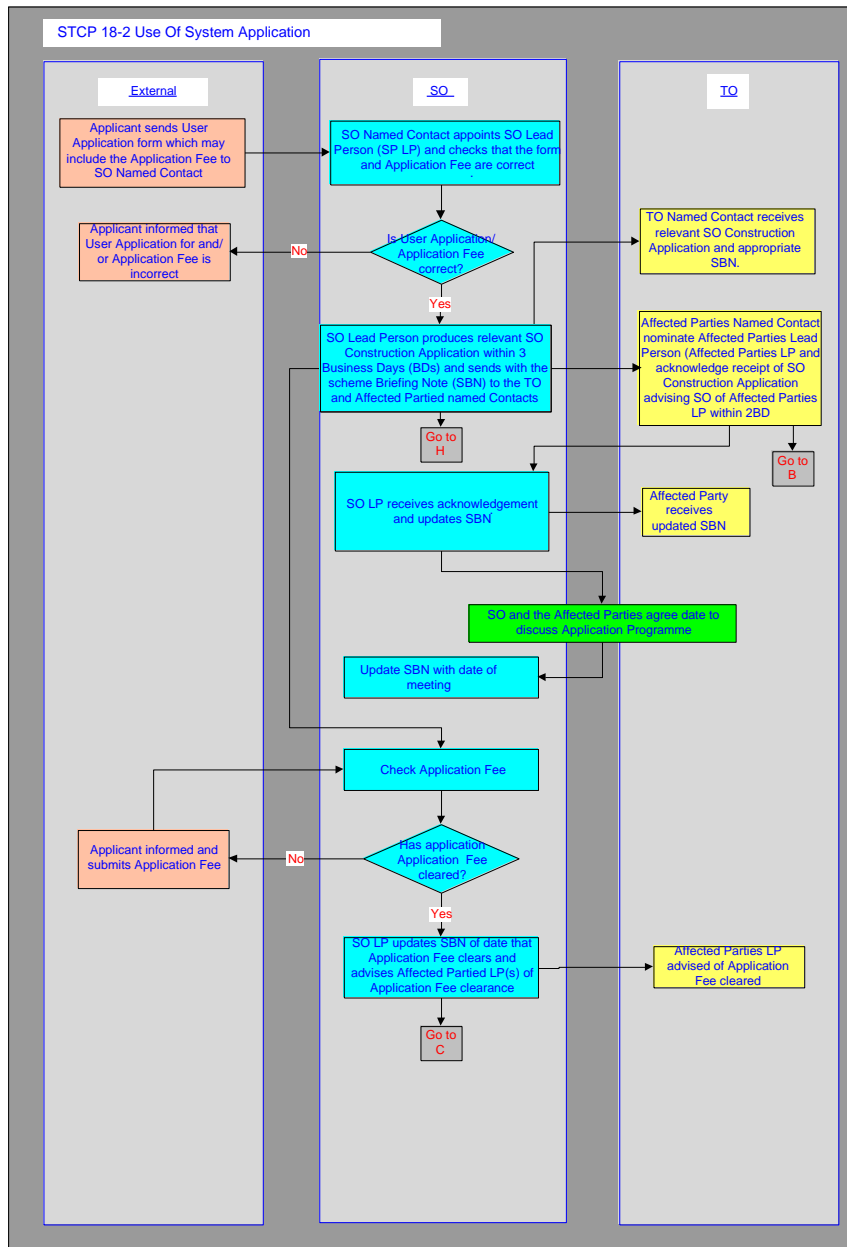 STCP 18-2 Use Of System Application
External
SO
TO
Applicant sends User
Application form which may
include the Application Fee to
SO Named Contact
SO Named Contact appoints SO Lead
Person (SP LP) and checks that the form
and Application Fee are correct
.
Applicant informed that
User Application for and/
or Application Fee is
incorrect
No
Is User Application/
Application Fee
correct?
TO Named Contact receives
relevant SO Construction
Application and appropriate
SBN.
Yes
SO Lead Person produces relevant SO
Construction Application within 3
Business Days (BDs) and sends with the
scheme Briefing Note (SBN) to the TO
and Affected Partied named Contacts
Affected Parties Named Contact
nominate Affected Parties Lead
Person (Affected Parties LP and
acknowledge receipt of SO
Construction Application
advising SO of Affected Parties
LP within 2BD
Go to
H
Go to
B
SO LP receives acknowledgement
and updates SBN
Affected Party
receives
updated SBN
SO and the Affected Parties agree date to
discuss Application Programme
Update SBN with date of
meeting
Check Application Fee
Applicant informed and
submits Application Fee
No
Has application
Application Fee
cleared?
Yes
SO LP updates SBN of date that
Application Fee clears and
advises Affected Partied LP(s) of
Application Fee clearance
Affected Parties LP
advised of Application
Fee cleared
Go to
C